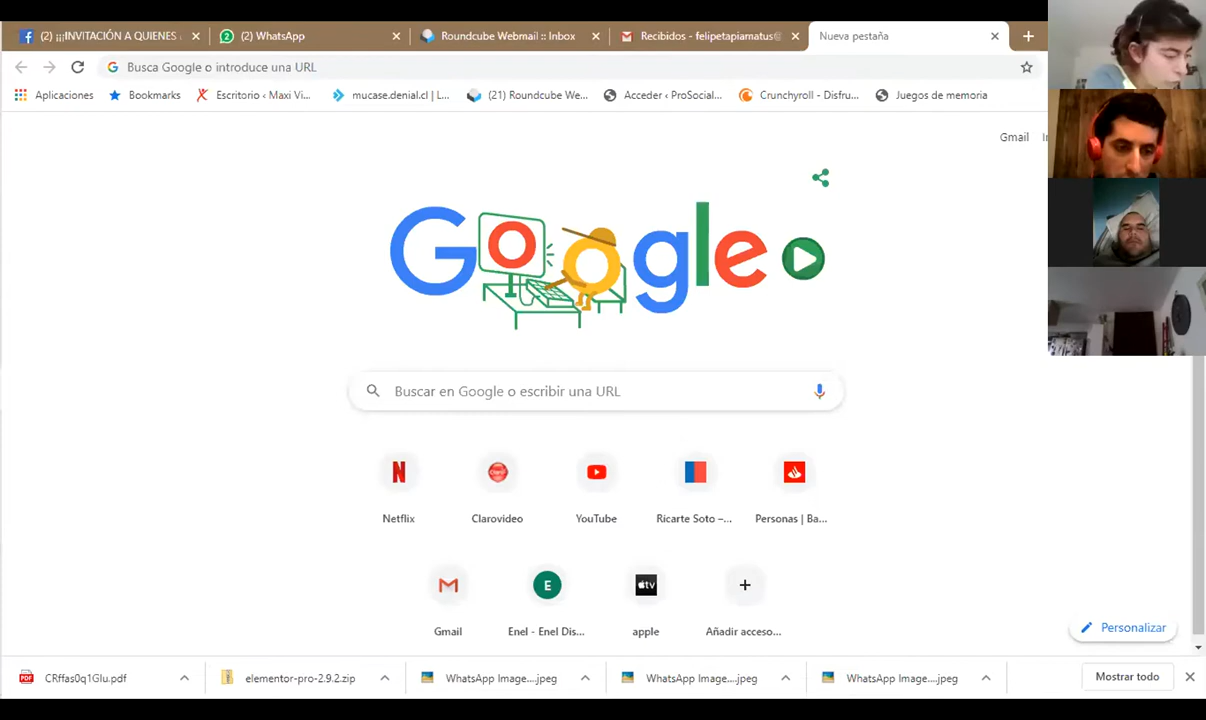 (2) ¡¡¡INVITACIÓN A QUIENES
(2) WhatsApp
Roundcube Webmail :: Inbox
Recibidos - felipetapiamatus@
Nueva pestaña
Busca Google o introduce una URL
Aplicaciones
Bookmarks
Escritorio ‹ Maxi Vi...
mucase.denial.cl | L...
(21) Roundcube We...
Acceder ‹ ProSocial...
Crunchyroll - Disfru...
Juegos de memoria
Gmail
Google
Buscar en Google o escribir una URL
Netflix
Clarovideo
YouTube
Ricarte Soto –...
Personas | Ba...
E
tv
Gmail
Enel - Enel Dis...
apple
Añadir acceso...
Personalizar
CRffas0q1Glu.pdf
elementor-pro-2.9.2.zip
WhatsApp Image....jpeg
WhatsApp Image....jpeg
WhatsApp Image....jpeg
Mostrar todo